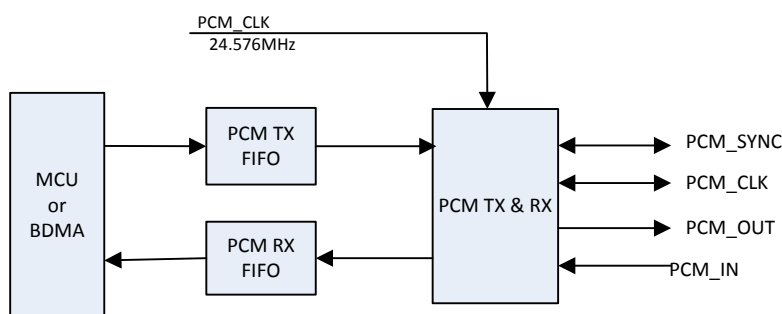 PCM_CLK
24.576MHz
MCU
or
BDMA
PCM TX
FIFO
PCM RX
FIFO
PCM TX & RX
PCM_SYNC
PCM_CLK
PCM_OUT
PCM_IN